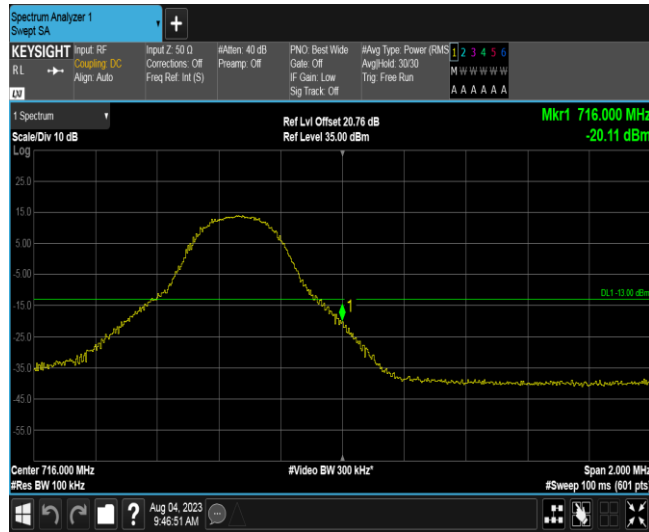 Spectrum Analyzer 1
Swept SA
+
KEYSIGHT
RL
LXI
Input: RF
Coupling: DC
Align: Auto
Input Z: 50 Ω
Corrections: Off
Freq Ref: Int (S)
#Atten: 40 dB
Preamp: Off
PNO: Best Wide
Gate: Off
IF Gain: Low
Sig Track: Off
#Avg Type: Power (RMS
Avg|Hold: 30/30
Trig: Free Run
1 2 3 4 5 6
M W W W W W
A A A A A A
1 Spectrum
Scale/Div 10 dB
Ref Lvl Offset 20.76 dB
Ref Level 35.00 dBm
Mkr1 716.000 MHz
-20.11 dBm
Log
25.0
15.0
5.00
-5.00
-15.0
-25.0
-35.0
-45.0
-55.0
DL1 -13.00 dBm
1
Center 716.000 MHz
#Res BW 100 kHz
#Video BW 300 kHz*
Span 2.000 MHz
#Sweep 100 ms (601 pts)
?
Aug 04, 2023
9:46:51 AM